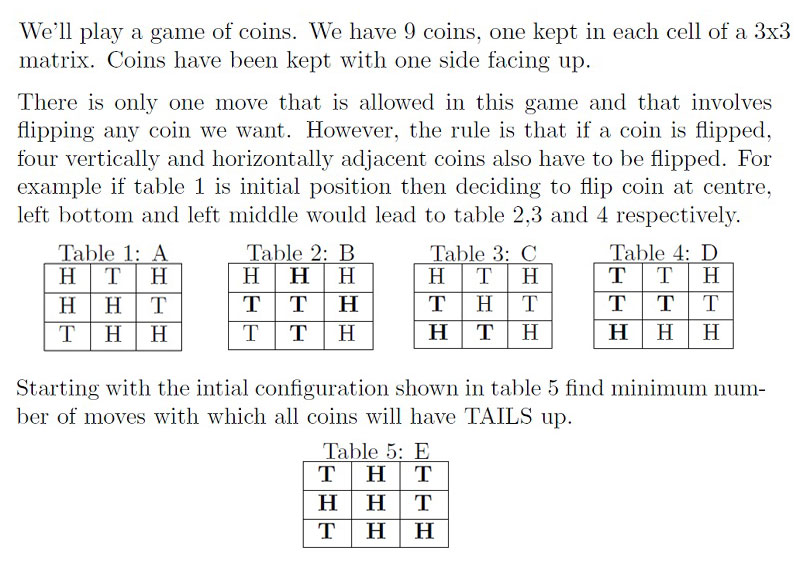 We'll play a game of coins. We have 9 coins, one kept in each cell of a 3x3
matrix. Coins have been kept with one side facing up.
There is only one move that is allowed in this game and that involves
flipping any coin we want. However, the rule is that if a coin is flipped,
four vertically and horizontally adjacent coins also have to be flipped. For
example if table 1 is initial position then deciding to flip coin at centre,
left bottom and left middle would lead to table 2,3 and 4 respectively.
Table 1: A
H T H
H H T
T H H
Table 2: B
H H H
T T H
T T H
Table 3: C
H T H
T H T
H T H
Table 4: D
T T H
T T T
H H H
Starting with the intial configuration shown in table 5 find minimum num-
ber of moves with which all coins will have TAILS up.
Table 5: E
T H T
H H T
T H H